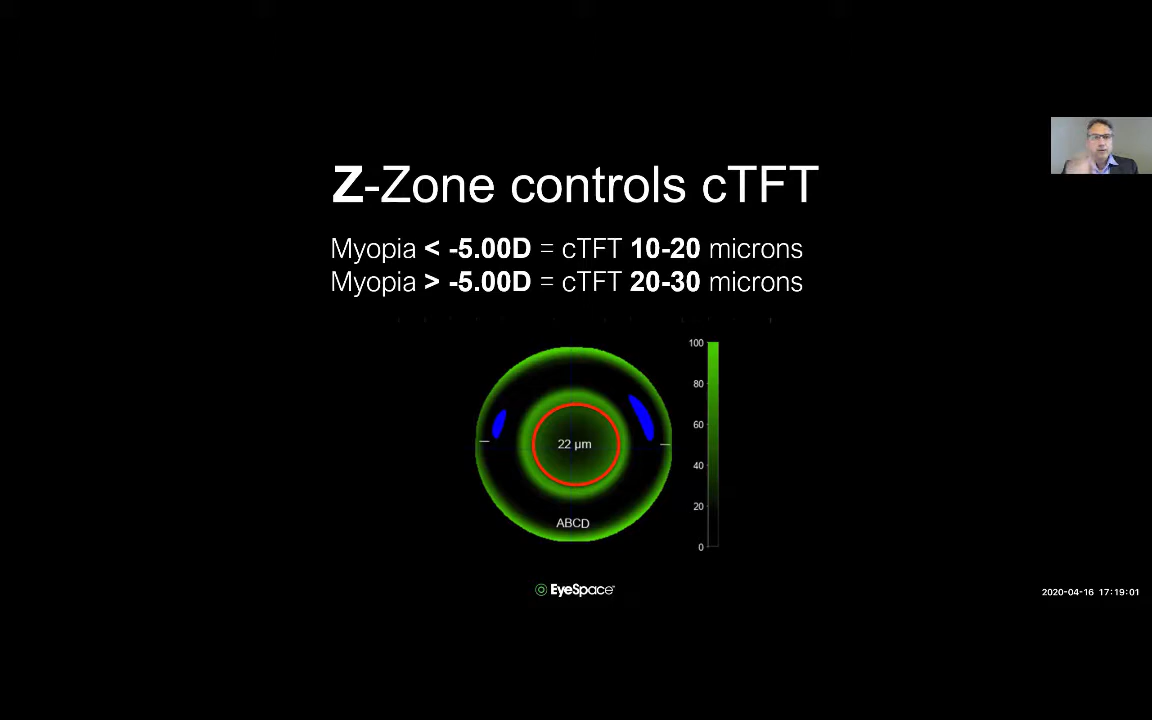 Z-Zone controls cTFT
Myopia < -5.00D = cTFT 10-20 microns
Myopia > -5.00D = cTFT 20-30 microns
100
80
60
40
20
0
22 µm
ABCD
EyeSpace™
2020-04-16 17:19:01